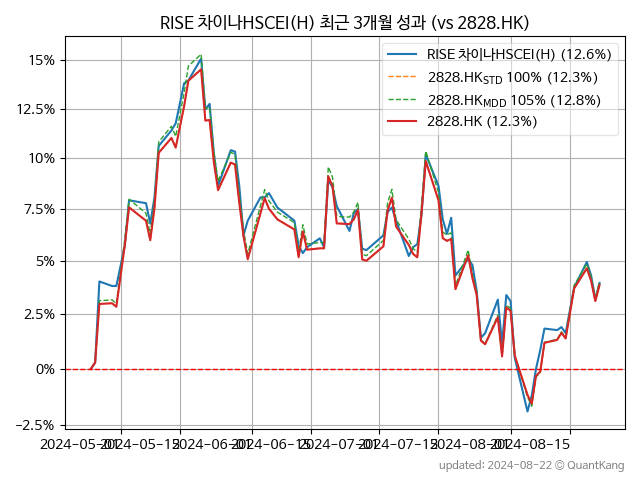 RISE 차이나HSCEI(H) 최근 3개월 성과 (vs 2828.HK)
RISE 차이나HSCEI(H) (12.6%)
2828.HK_STD 100% (12.3%)
2828.HK_MDD 105% (12.8%)
2828.HK (12.3%)
15%
12.5%
10%
7.5%
5%
2.5%
0%
−2.5%
2024-05-01 2024-05-15 2024-06-01 2024-06-15 2024-07-01 2024-07-15 2024-08-01 2024-08-15
updated: 2024-08-22 © QuantKang